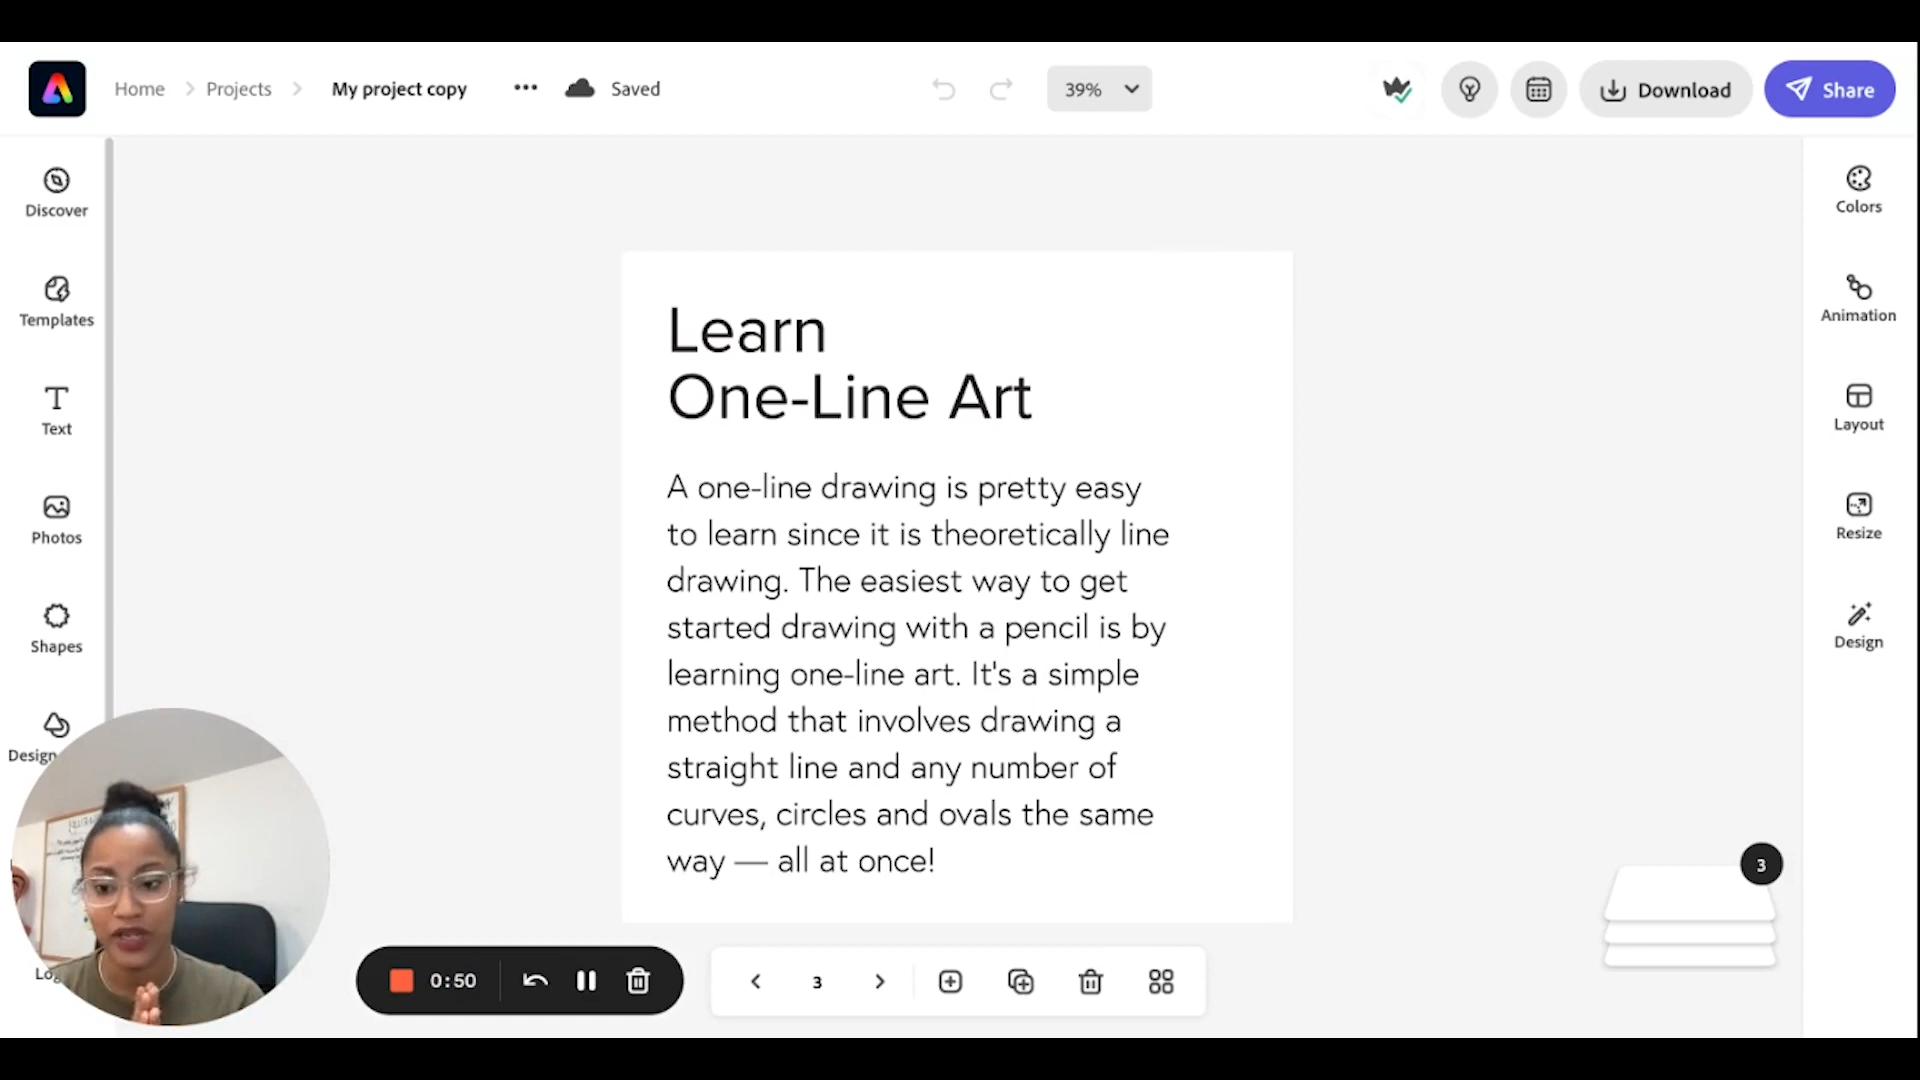 Home
Projects
My project copy
Saved
39%
Download
Share
Discover
Templates
Text
Photos
Shapes
Design
Colors
Animation
Layout
Resize
Design
Learn
One-Line Art
A one-line drawing is pretty easy
to learn since it is theoretically line
drawing. The easiest way to get
started drawing with a pencil is by
learning one-line art. It's a simple
method that involves drawing a
straight line and any number of
curves, circles and ovals the same
way — all at once!
3
0:50
3